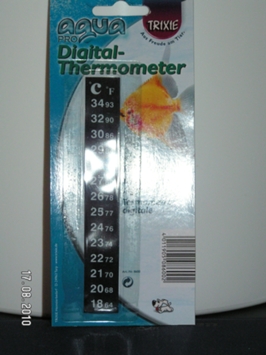 aqua
PRO
TRIXIE
Digital-
Thermometer
C °F
34 93
32 90
30 86
26 78
25 77
24 76
23 74
22 72
21 70
20 68
18 64
17/08/2010